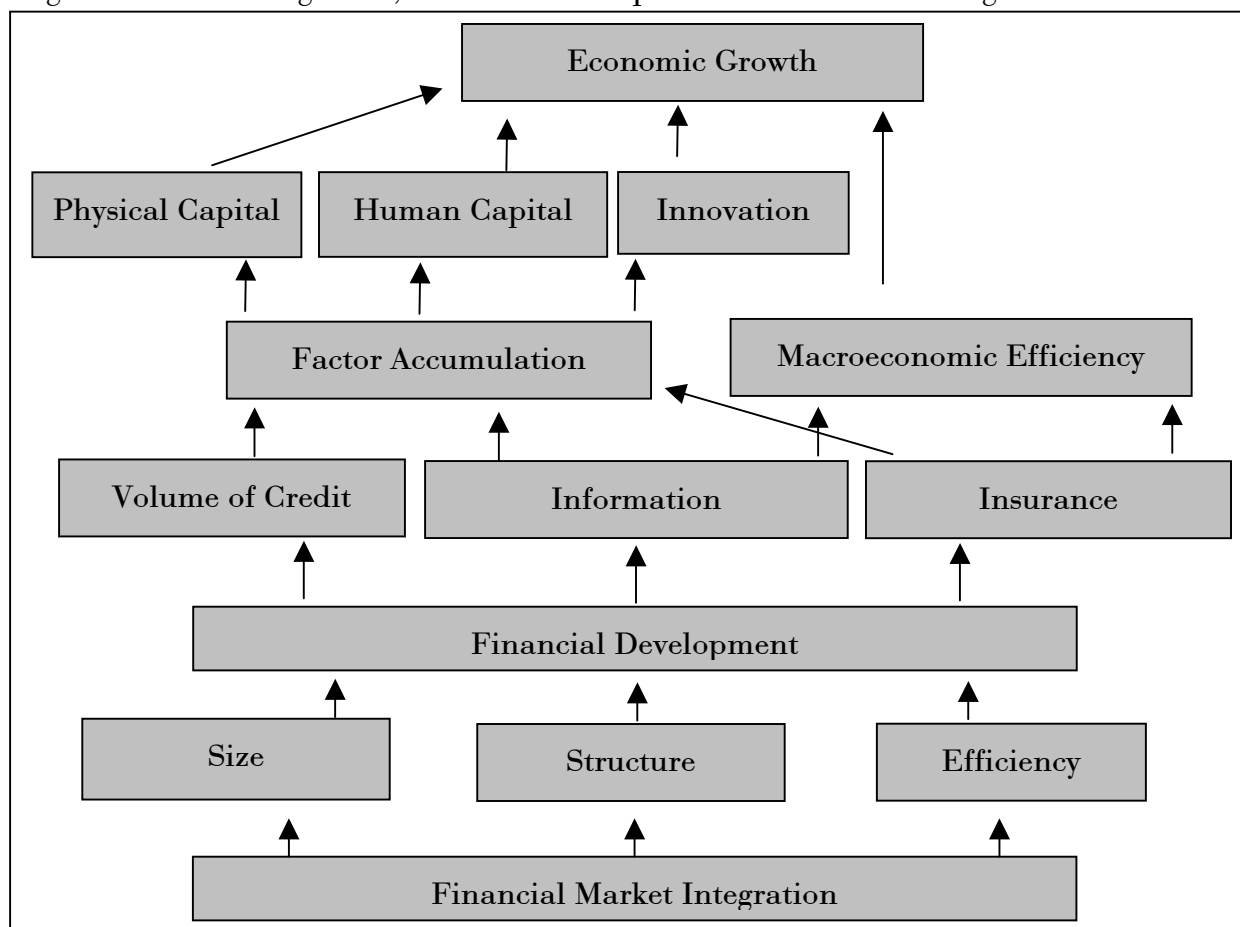 Economic Growth
Physical Capital
Human Capital
Innovation
Factor Accumulation
Macroeconomic Efficiency
Volume of Credit
Information
Insurance
Financial Development
Size
Structure
Efficiency
Financial Market Integration